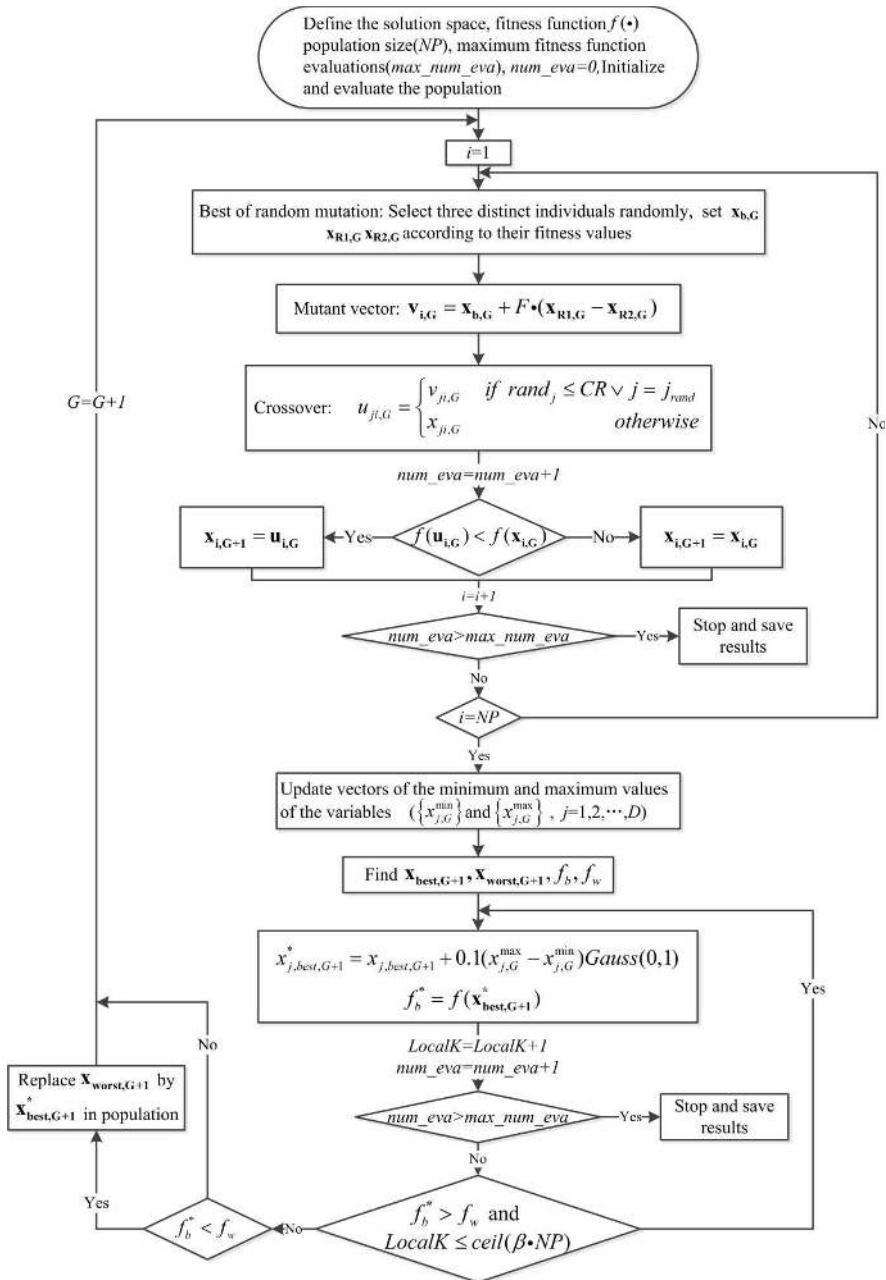 Define the solution space, fitness function f(•)
population size(NP), maximum fitness function
evaluations(max_num_eva), num_eva=0,Initialize
and evaluate the population
i=1
Best of random mutation: Select three distinct individuals randomly, set x_b,G
x_R1,G x_R2,G according to their fitness values
Mutant vector: v_i,G = x_b,G + F•(x_R1,G − x_R2,G)
G=G+1
Crossover: u_ji,G = { v_ji,G if rand_j ≤ CR ∨ j = j_rand
x_ji,G otherwise
No
num_eva=num_eva+1
x_i,G+1 = u_i,G
Yes
f(u_i,G) < f(x_i,G)
No
x_i,G+1 = x_i,G
i=i+1
num_eva>max_num_eva
Yes
Stop and save
results
No
i=NP
Yes
Update vectors of the minimum and maximum values
of the variables ({x_j,G^min} and {x_j,G^max} , j=1,2,⋯,D)
Find x_best,G+1, x_worst,G+1, f_b, f_w
x*_j,best,G+1 = x_j,best,G+1 + 0.1(x_j,G^max − x_j,G^min)Gauss(0,1)
f_b* = f(x*_best,G+1)
Yes
No
LocalK=LocalK+1
num_eva=num_eva+1
Replace x_worst,G+1 by
x*_best,G+1 in population
num_eva>max_num_eva
Yes
Stop and save
results
No
Yes
f_b* < f_w
No
f_b* > f_w and
LocalK ≤ ceil(β•NP)